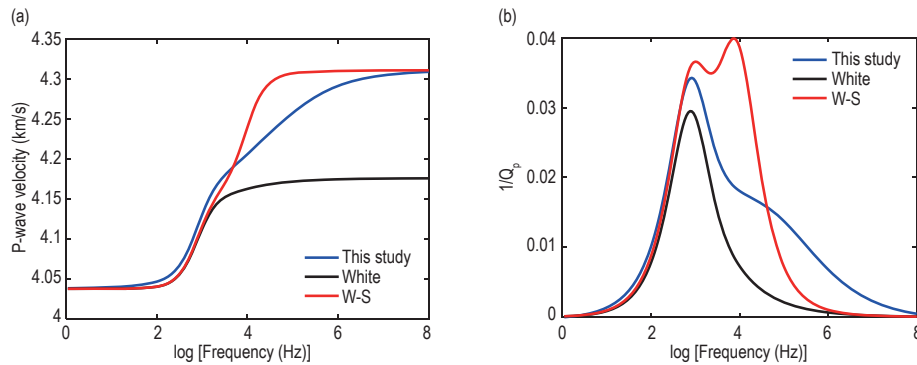 (a)
4.35
4.3
4.25
4.2
4.15
4.1
4.05
4
P-wave velocity (km/s)
This study
White
W-S
0 2 4 6 8
log [Frequency (Hz)]
(b)
0.04
0.03
0.02
0.01
0
1/Qp
This study
White
W-S
0 2 4 6 8
log [Frequency (Hz)]